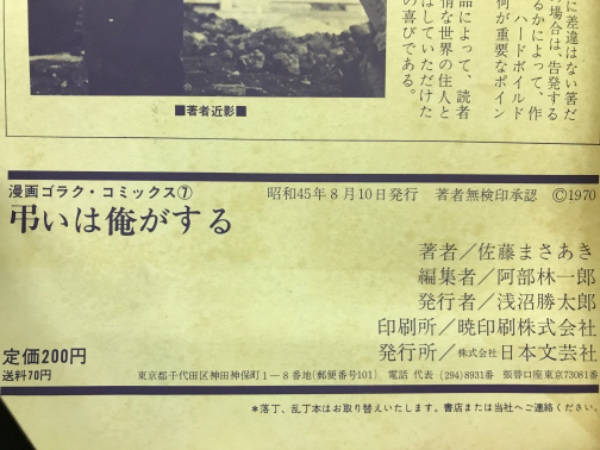 に差違はない筈だ
場合は、告発する
るかによって、作
ハードボイルド
何が重要なポイン
品によって、読者
情な世界の住人と
はしていただけた
の喜びである。
■著者近影■
漫画ゴラク・コミックス⑦
昭和45年8月10日発行 著者無検印承認 ©1970
弔いは俺がする
著者／佐藤まさあき
編集者／阿部林一郎
発行者／浅沼勝太郎
印刷所／暁印刷株式会社
発行所／株式会社日本文芸社
定価200円
送料70円
東京都千代田区神田神保町1―8番地(郵便番号101) 電話 代表 (294)8931番 振替口座東京73081番
＊落丁、乱丁本はお取り替えいたします。書店または当社へご連絡ください。